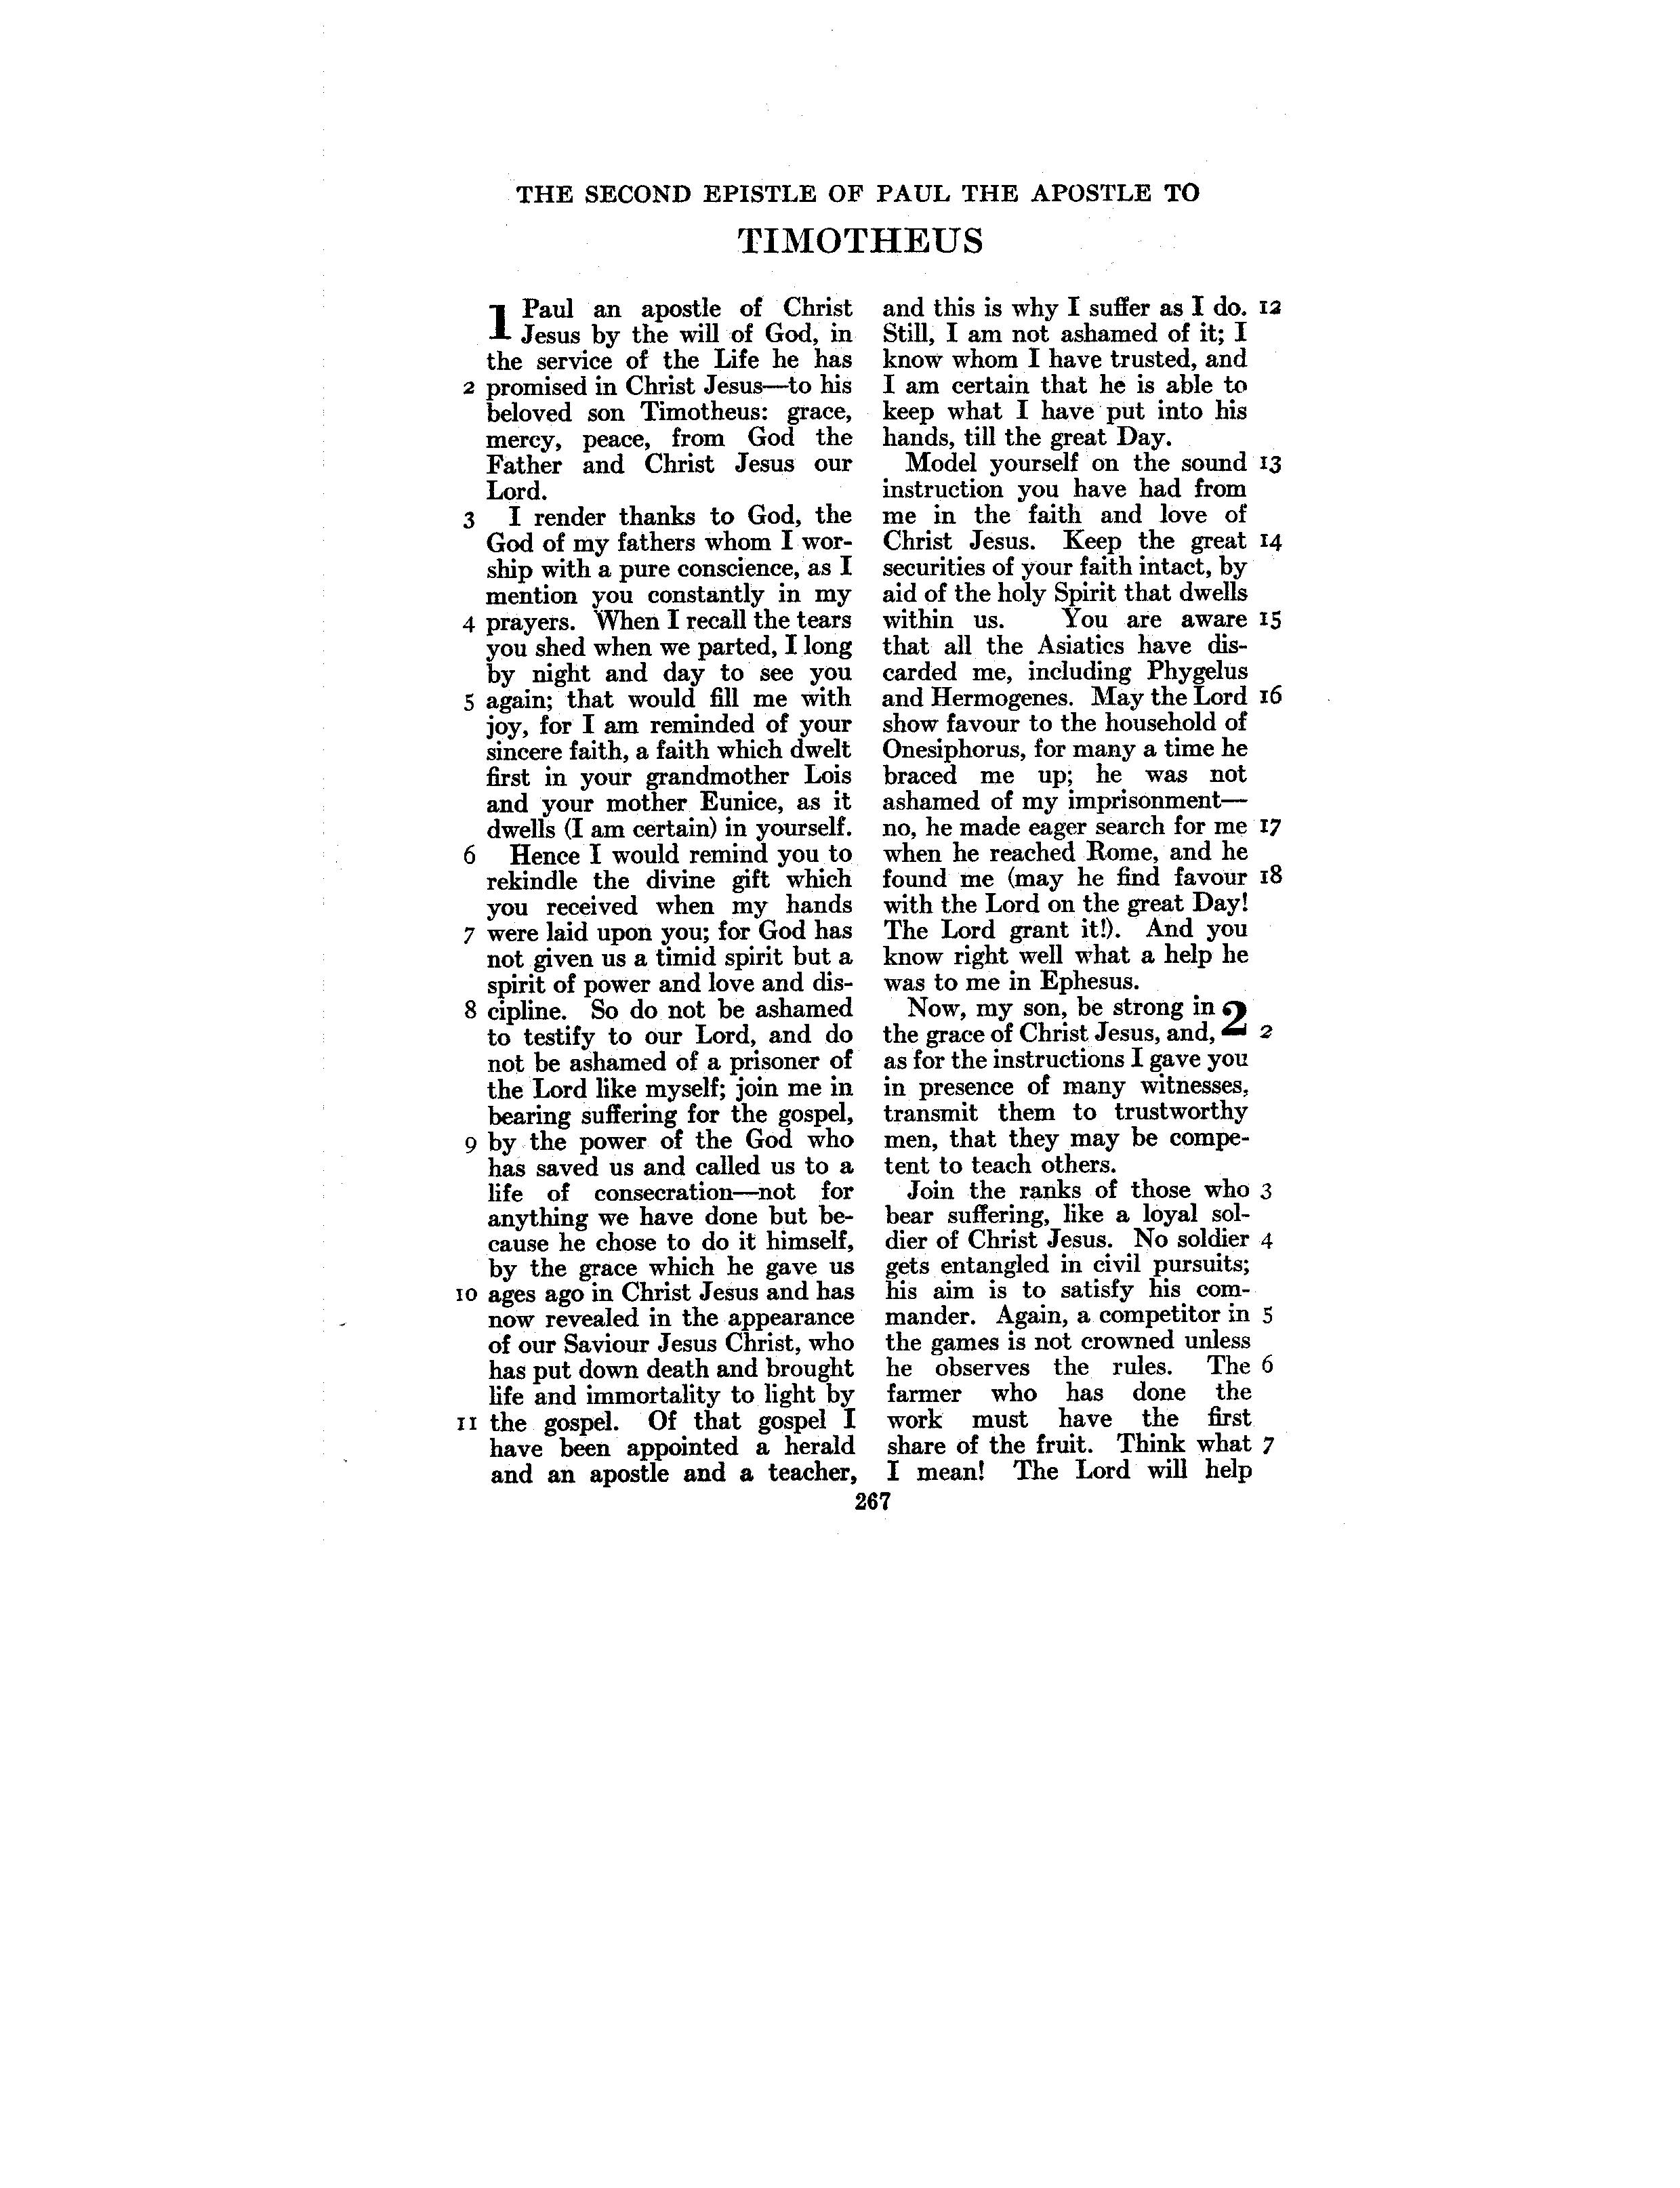 THE SECOND EPISTLE OF PAUL THE APOSTLE TO
TIMOTHEUS
1 Paul an apostle of Christ
Jesus by the will of God, in
the service of the Life he has
2 promised in Christ Jesus—to his
beloved son Timotheus: grace,
mercy, peace, from God the
Father and Christ Jesus our
Lord.
3 I render thanks to God, the
God of my fathers whom I wor-
ship with a pure conscience, as I
mention you constantly in my
4 prayers. When I recall the tears
you shed when we parted, I long
by night and day to see you
5 again; that would fill me with
joy, for I am reminded of your
sincere faith, a faith which dwelt
first in your grandmother Lois
and your mother Eunice, as it
dwells (I am certain) in yourself.
6 Hence I would remind you to
rekindle the divine gift which
you received when my hands
7 were laid upon you; for God has
not given us a timid spirit but a
spirit of power and love and dis-
8 cipline. So do not be ashamed
to testify to our Lord, and do
not be ashamed of a prisoner of
the Lord like myself; join me in
bearing suffering for the gospel,
9 by the power of the God who
has saved us and called us to a
life of consecration—not for
anything we have done but be-
cause he chose to do it himself,
by the grace which he gave us
10 ages ago in Christ Jesus and has
now revealed in the appearance
of our Saviour Jesus Christ, who
has put down death and brought
life and immortality to light by
11 the gospel. Of that gospel I
have been appointed a herald
and an apostle and a teacher,
and this is why I suffer as I do. 12
Still, I am not ashamed of it; I
know whom I have trusted, and
I am certain that he is able to
keep what I have put into his
hands, till the great Day.
Model yourself on the sound 13
instruction you have had from
me in the faith and love of
Christ Jesus. Keep the great 14
securities of your faith intact, by
aid of the holy Spirit that dwells
within us. You are aware 15
that all the Asiatics have dis-
carded me, including Phygelus
and Hermogenes. May the Lord 16
show favour to the household of
Onesiphorus, for many a time he
braced me up; he was not
ashamed of my imprisonment—
no, he made eager search for me 17
when he reached Rome, and he
found me (may he find favour 18
with the Lord on the great Day!
The Lord grant it!). And you
know right well what a help he
was to me in Ephesus.
Now, my son, be strong in 2
the grace of Christ Jesus, and, 2
as for the instructions I gave you
in presence of many witnesses,
transmit them to trustworthy
men, that they may be compe-
tent to teach others.
Join the ranks of those who 3
bear suffering, like a loyal sol-
dier of Christ Jesus. No soldier 4
gets entangled in civil pursuits;
his aim is to satisfy his com-
mander. Again, a competitor in 5
the games is not crowned unless
he observes the rules. The 6
farmer who has done the
work must have the first
share of the fruit. Think what 7
I mean! The Lord will help
267